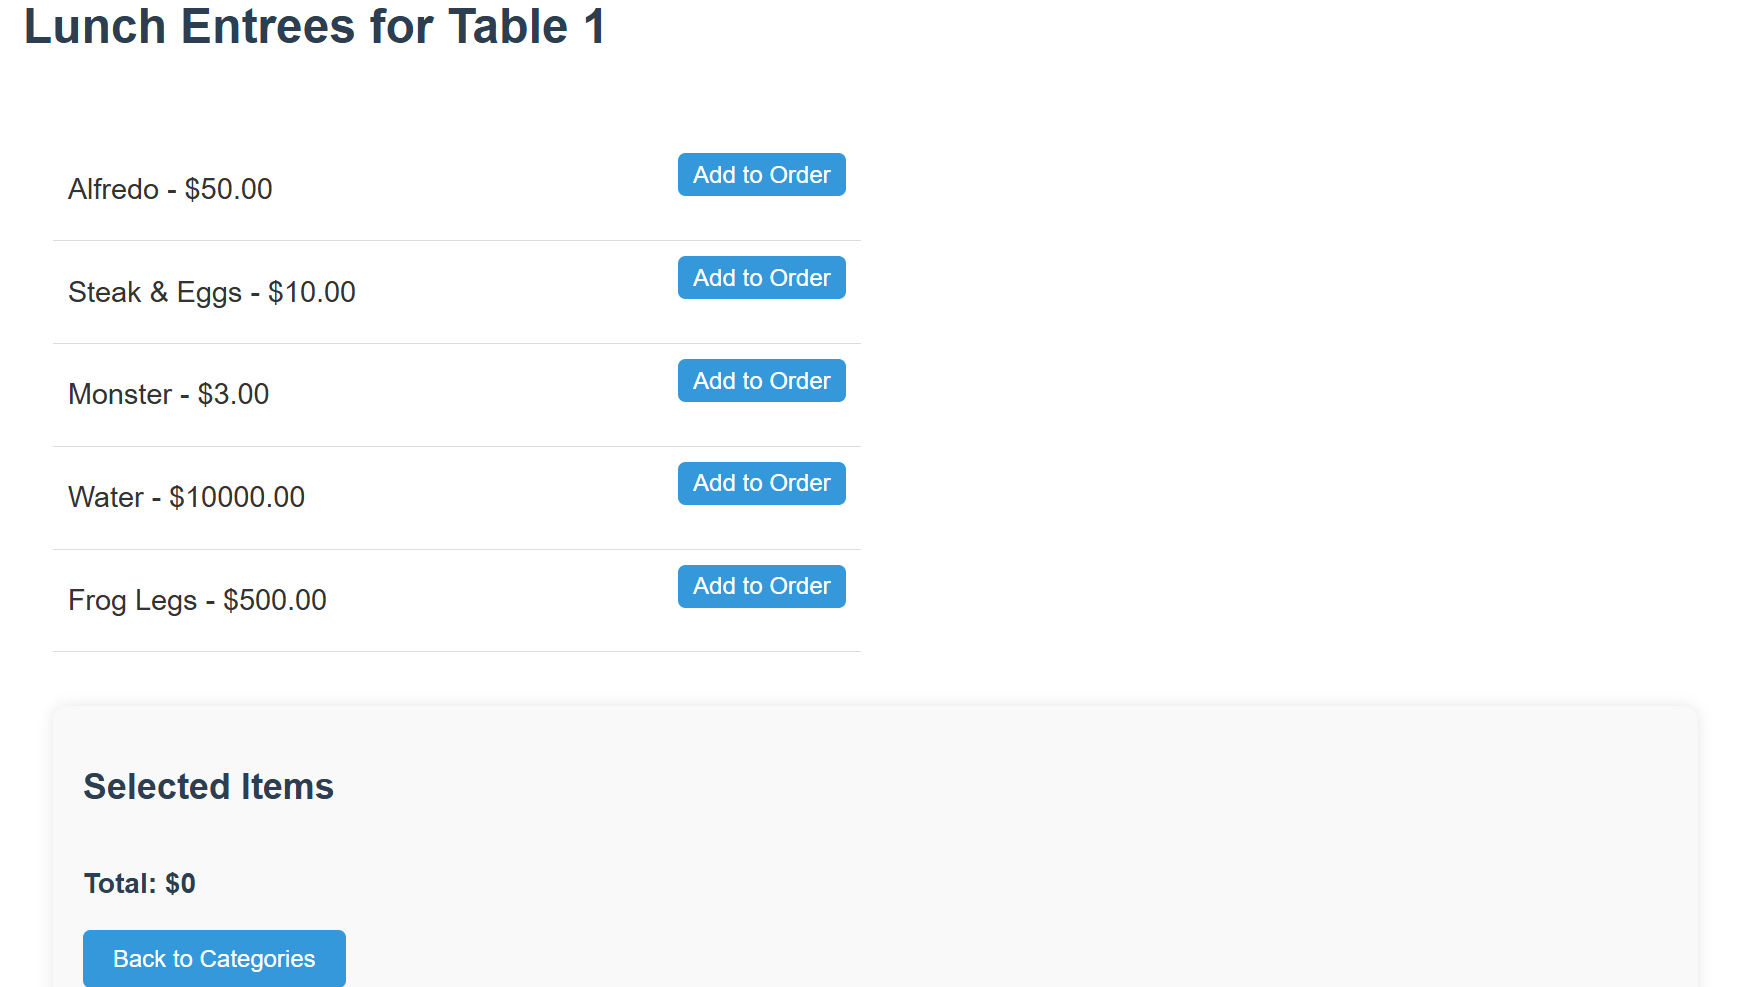 Lunch Entrees for Table 1
Alfredo - $50.00
Add to Order
Steak & Eggs - $10.00
Add to Order
Monster - $3.00
Add to Order
Water - $10000.00
Add to Order
Frog Legs - $500.00
Add to Order
Selected Items
Total: $0
Back to Categories